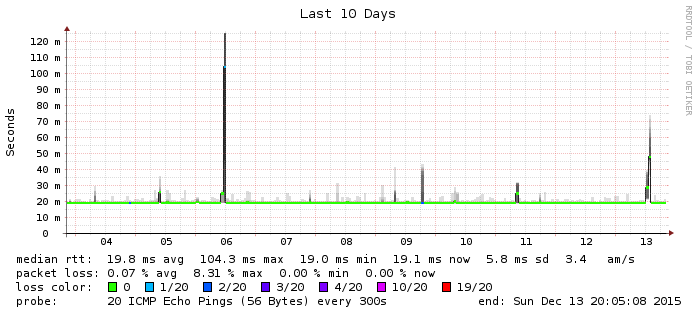 Last 10 Days
RRDTOOL / TOBI OETIKER
Seconds
120 m
110 m
100 m
90 m
80 m
70 m
60 m
50 m
40 m
30 m
20 m
10 m
0
04 05 06 07 08 09 10 11 12 13
median rtt: 19.8 ms avg 104.3 ms max 19.0 ms min 19.1 ms now 5.8 ms sd 3.4 am/s
packet loss: 0.07 % avg 8.31 % max 0.00 % min 0.00 % now
loss color: 0 1/20 2/20 3/20 4/20 10/20 19/20
probe: 20 ICMP Echo Pings (56 Bytes) every 300s end: Sun Dec 13 20:05:08 2015